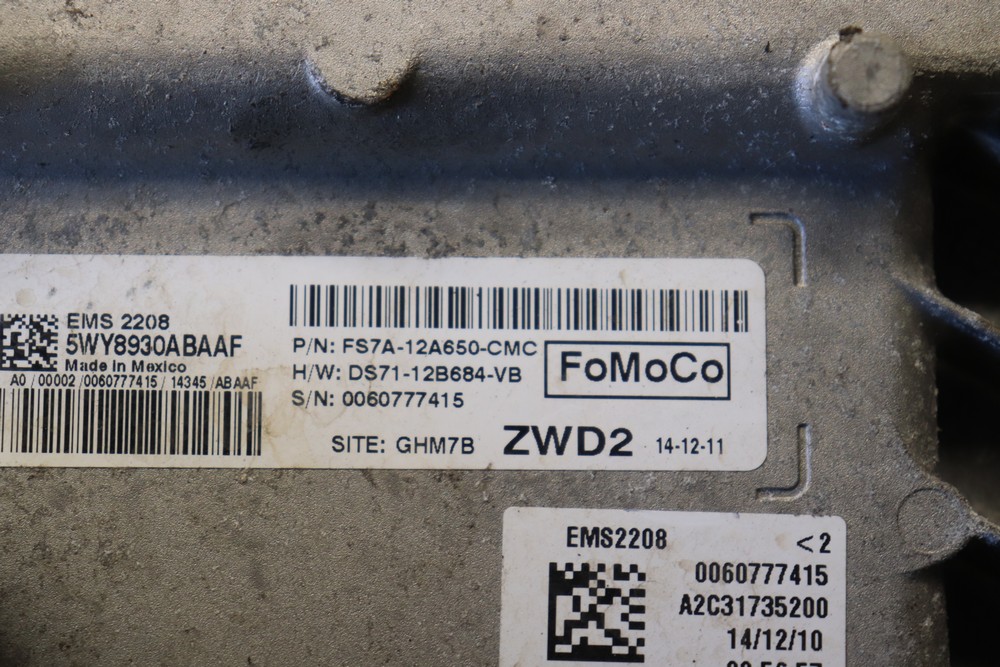 EMS 2208
5WY8930ABAAF
Made in Mexico
A0 / 00002 / 0060777415 / 14345 / ABAAF
P/N: FS7A-12A650-CMC
H/W: DS71-12B684-VB
S/N: 0060777415
FoMoCo
SITE: GHM7B ZWD2 14-12-11
EMS2208 <2
0060777415
A2C31735200
14/12/10